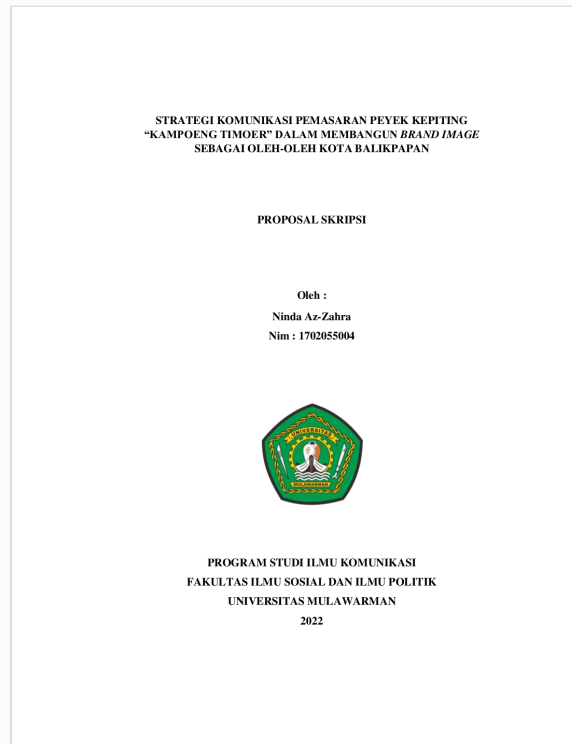 STRATEGI KOMUNIKASI PEMASARAN PEYEK KEPITING
“KAMPOENG TIMOER” DALAM MEMBANGUN BRAND IMAGE
SEBAGAI OLEH-OLEH KOTA BALIKPAPAN
PROPOSAL SKRIPSI
Oleh :
Ninda Az-Zahra
Nim : 1702055004
UNIVERSITAS
MULAWARMAN
PROGRAM STUDI ILMU KOMUNIKASI
FAKULTAS ILMU SOSIAL DAN ILMU POLITIK
UNIVERSITAS MULAWARMAN
2022